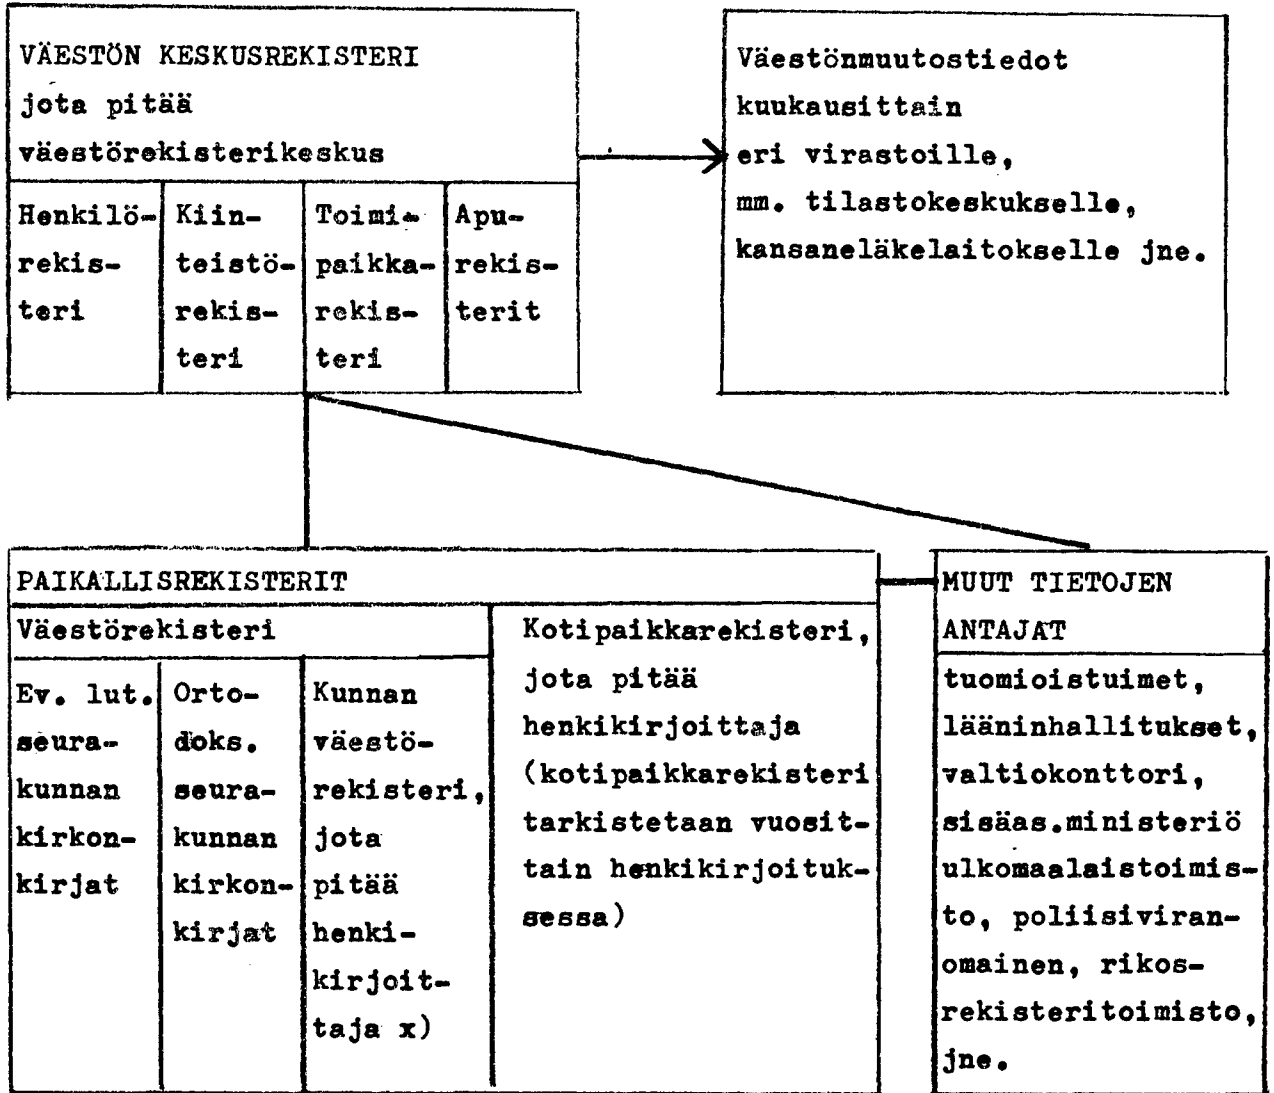 VÄESTÖN KESKUSREKISTERI
jota pitää
väestörekisterikeskus
Henkilö-
rekis-
teri
Kiin-
teistö-
rekis-
teri
Toimi-
paikka-
rekis-
teri
Apu-
rekis-
terit
Väestönmuutostiedot
kuukausittain
eri virastoille,
mm. tilastokeskukselle,
kansaneläkelaitokselle jne.
PAIKALLISREKISTERIT
Väestörekisteri
Ev. lut.
seura-
kunnan
kirkon-
kirjat
Orto-
doks.
seura-
kunnan
kirkon-
kirjat
Kunnan
väestö-
rekisteri,
jota
pitää
henki-
kirjoit-
taja x)
Kotipaikkarekisteri,
jota pitää
henkikirjoittaja
(kotipaikkarekisteri
tarkistetaan vuosit-
tain henkikirjoituk-
sessa)
MUUT TIETOJEN
ANTAJAT
tuomioistuimet,
lääninhallitukset,
valtiokonttori,
sisäas.ministeriö
ulkomaalaistoimis-
to, poliisiviran-
omainen, rikos-
rekisteritoimisto,
jne.